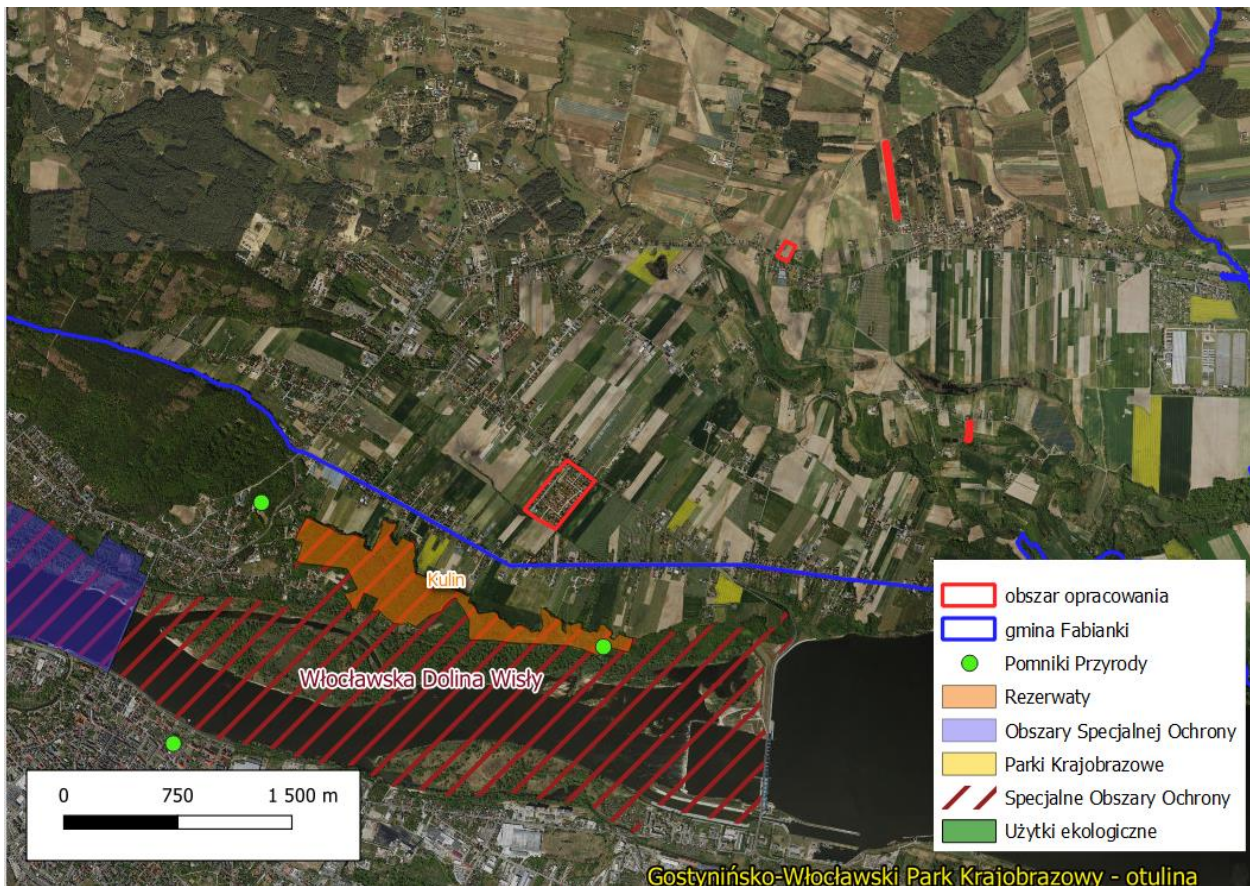 Kulin
Włocławska Dolina Wisły
obszar opracowania
gmina Fabianki
Pomniki Przyrody
Rezerwaty
Obszary Specjalnej Ochrony
Parki Krajobrazowe
Specjalne Obszary Ochrony
Użytki ekologiczne
0 750 1 500 m
Gostynińsko-Włocławski Park Krajobrazowy - otulina